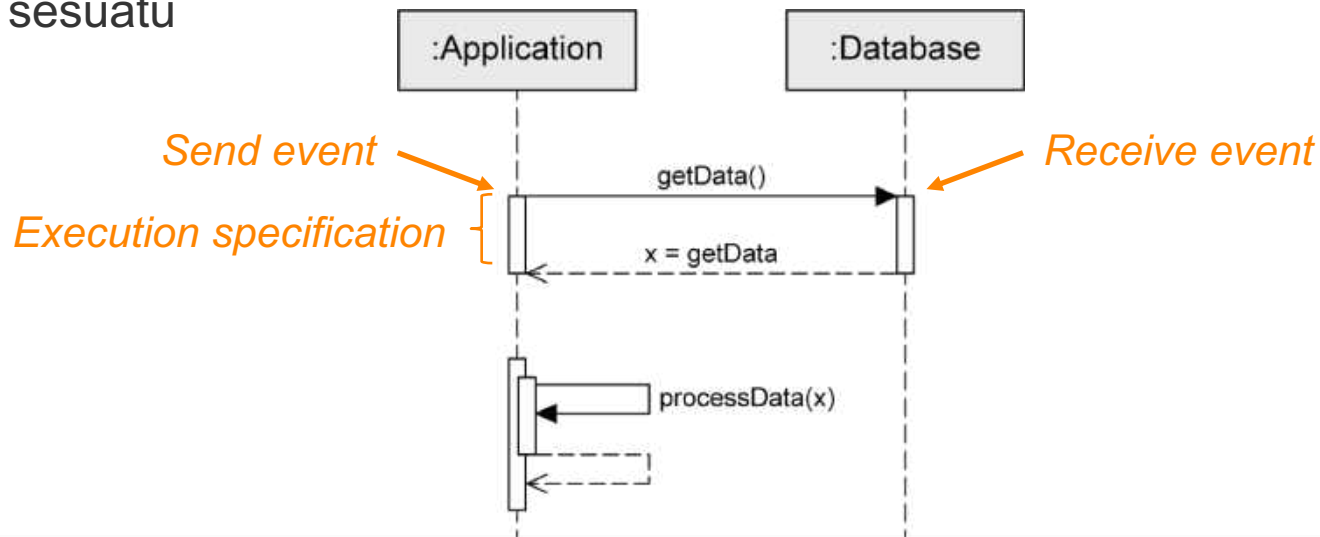 sesuatu
:Application
:Database
Send event
Receive event
getData()
Execution specification
x = getData
processData(x)